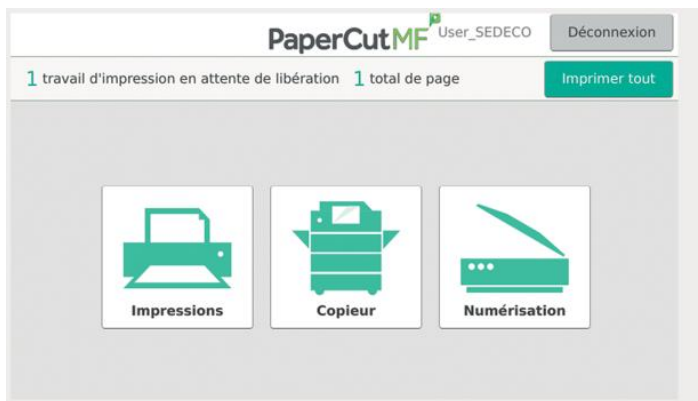 PaperCutMF User_SEDECO Déconnexion
1 travail d'impression en attente de libération 1 total de page Imprimer tout
Impressions Copieur Numérisation